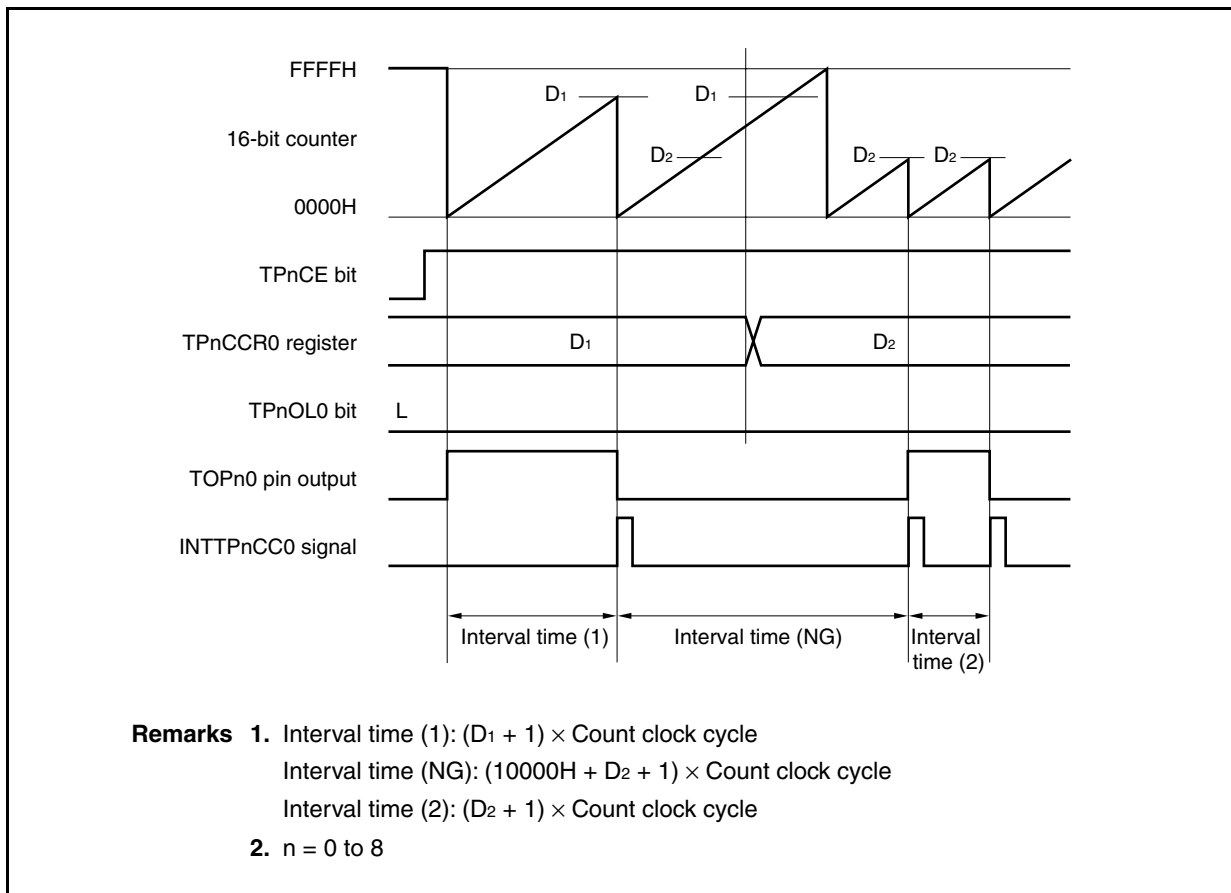 FFFFH
D1
D1
16-bit counter
D2
D2
D2
0000H
TPnCE bit
TPnCCR0 register
D1
D2
TPnOL0 bit
L
TOPn0 pin output
INTTPnCC0 signal
Interval time (1)
Interval time (NG)
Interval
time (2)
Remarks 1. Interval time (1): (D1 + 1) × Count clock cycle
Interval time (NG): (10000H + D2 + 1) × Count clock cycle
Interval time (2): (D2 + 1) × Count clock cycle
2. n = 0 to 8